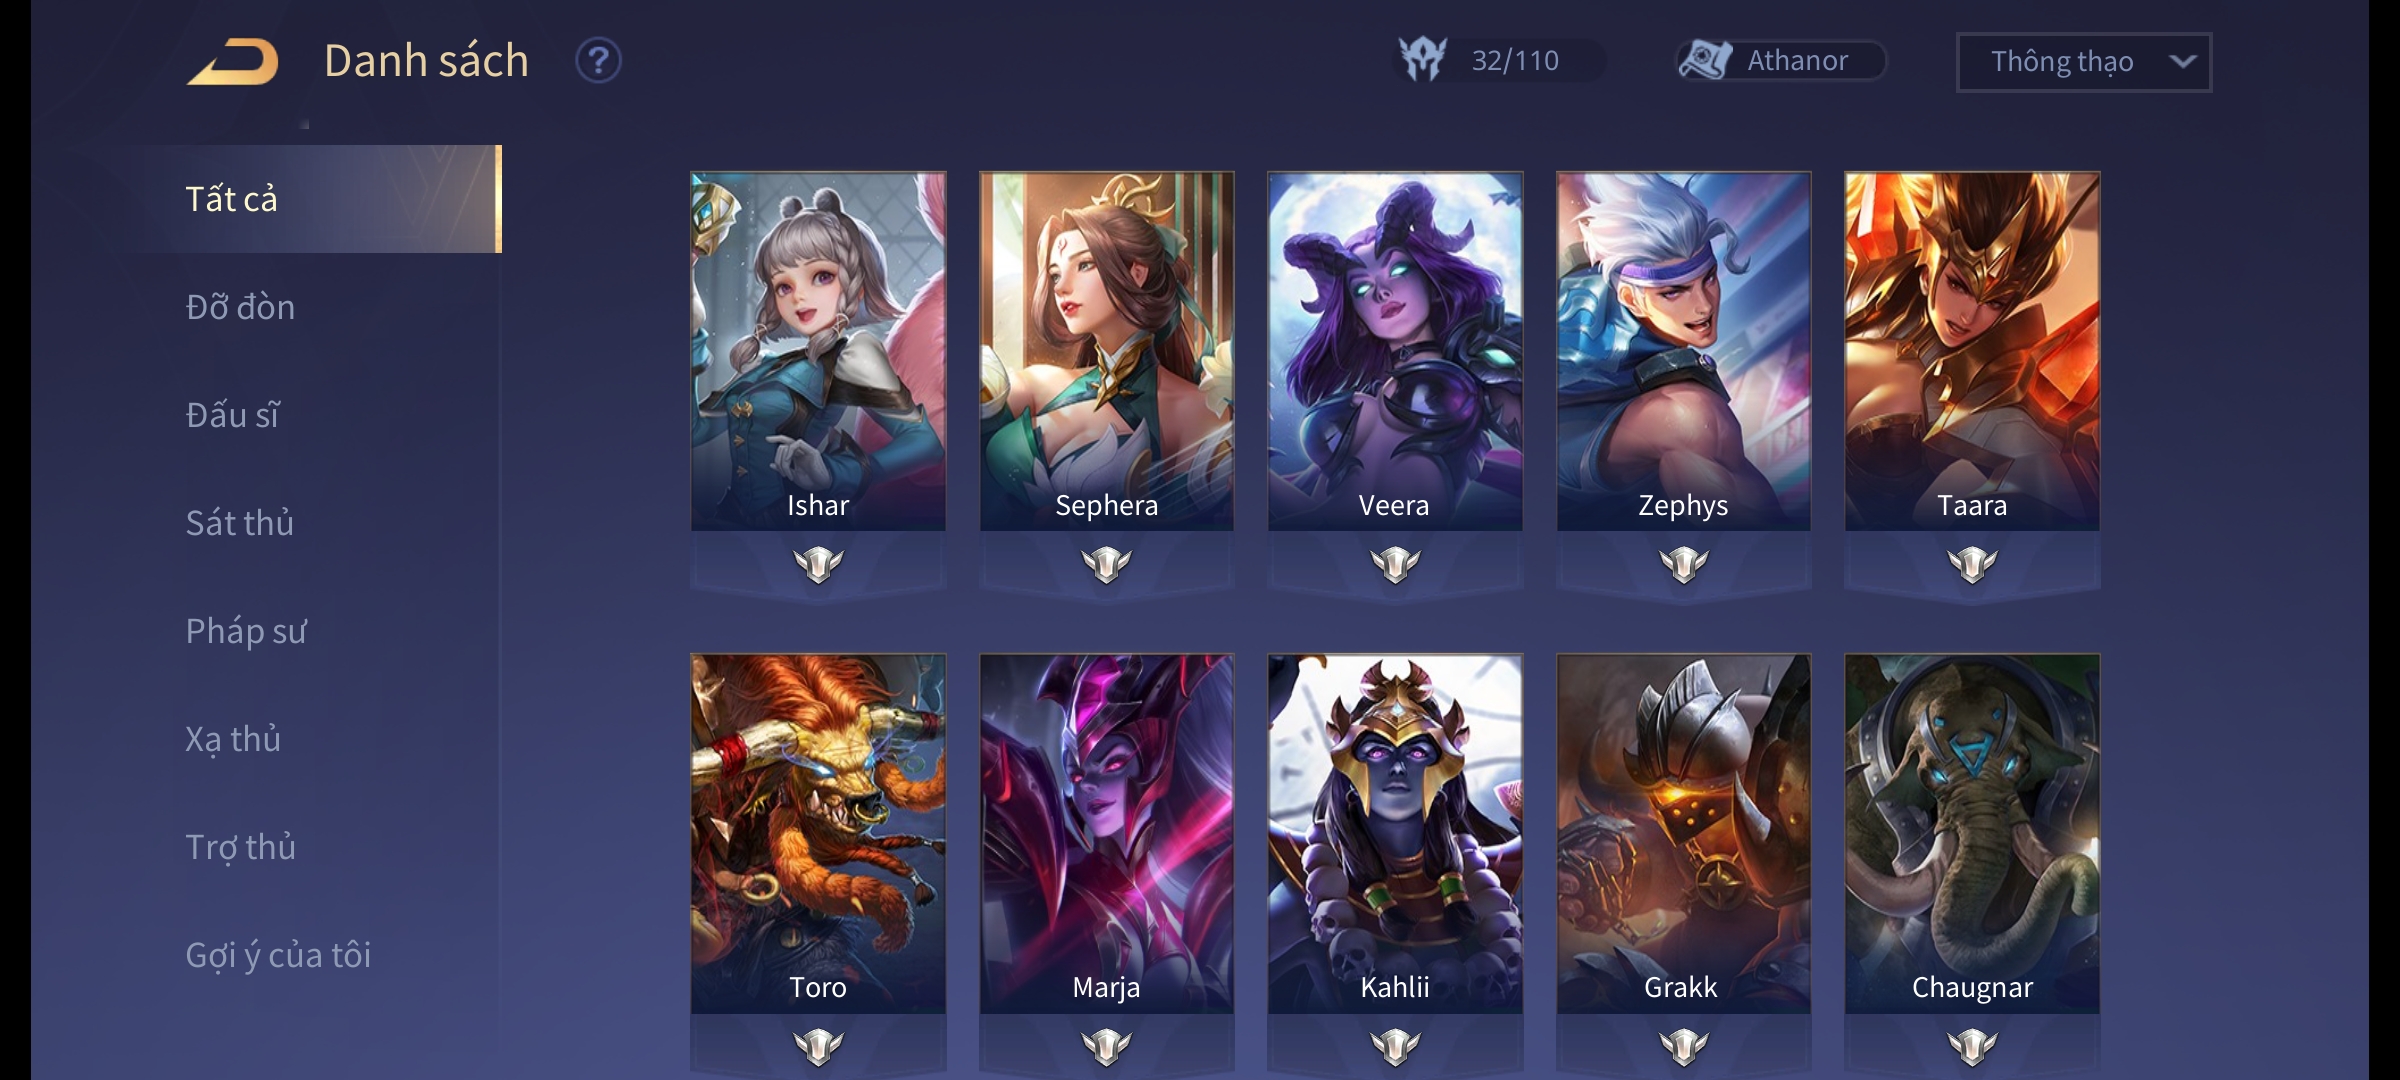 Danh sách
?
32/110
Athanor
Thông thạo
Tất cả
Đỡ đòn
Đấu sĩ
Sát thủ
Pháp sư
Xạ thủ
Trợ thủ
Gợi ý của tôi
Ishar
Sephera
Veera
Zephys
Taara
Toro
Marja
Kahlii
Grakk
Chaugnar